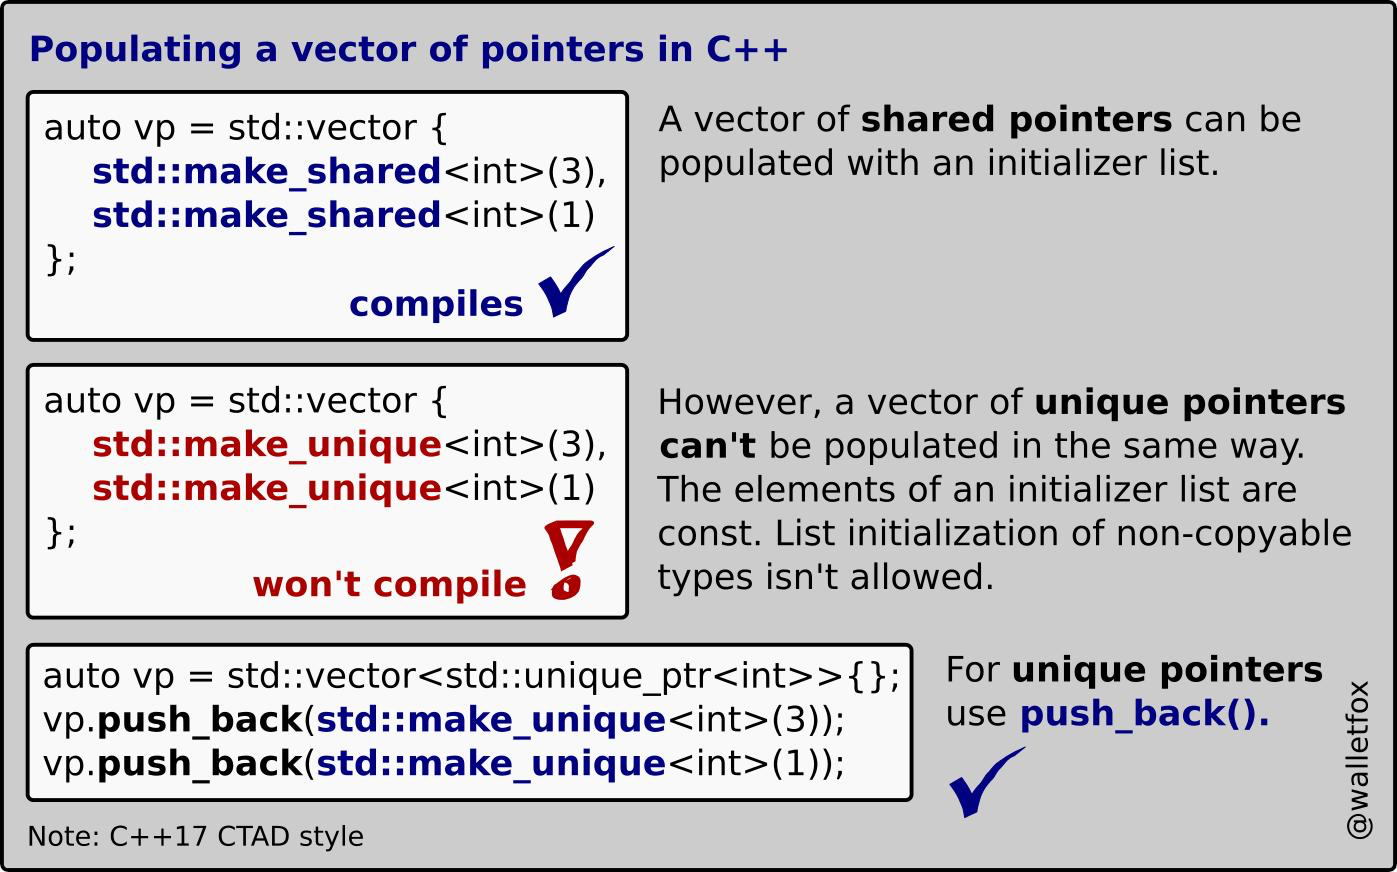 Populating a vector of pointers in C++
auto vp = std::vector {
std::make_shared<int>(3),
std::make_shared<int>(1)
};
compiles
A vector of shared pointers can be
populated with an initializer list.
auto vp = std::vector {
std::make_unique<int>(3),
std::make_unique<int>(1)
};
won't compile
However, a vector of unique pointers
can't be populated in the same way.
The elements of an initializer list are
const. List initialization of non-copyable
types isn't allowed.
auto vp = std::vector<std::unique_ptr<int>>{};
vp.push_back(std::make_unique<int>(3));
vp.push_back(std::make_unique<int>(1));
For unique pointers
use push_back().
Note: C++17 CTAD style
@walletfox